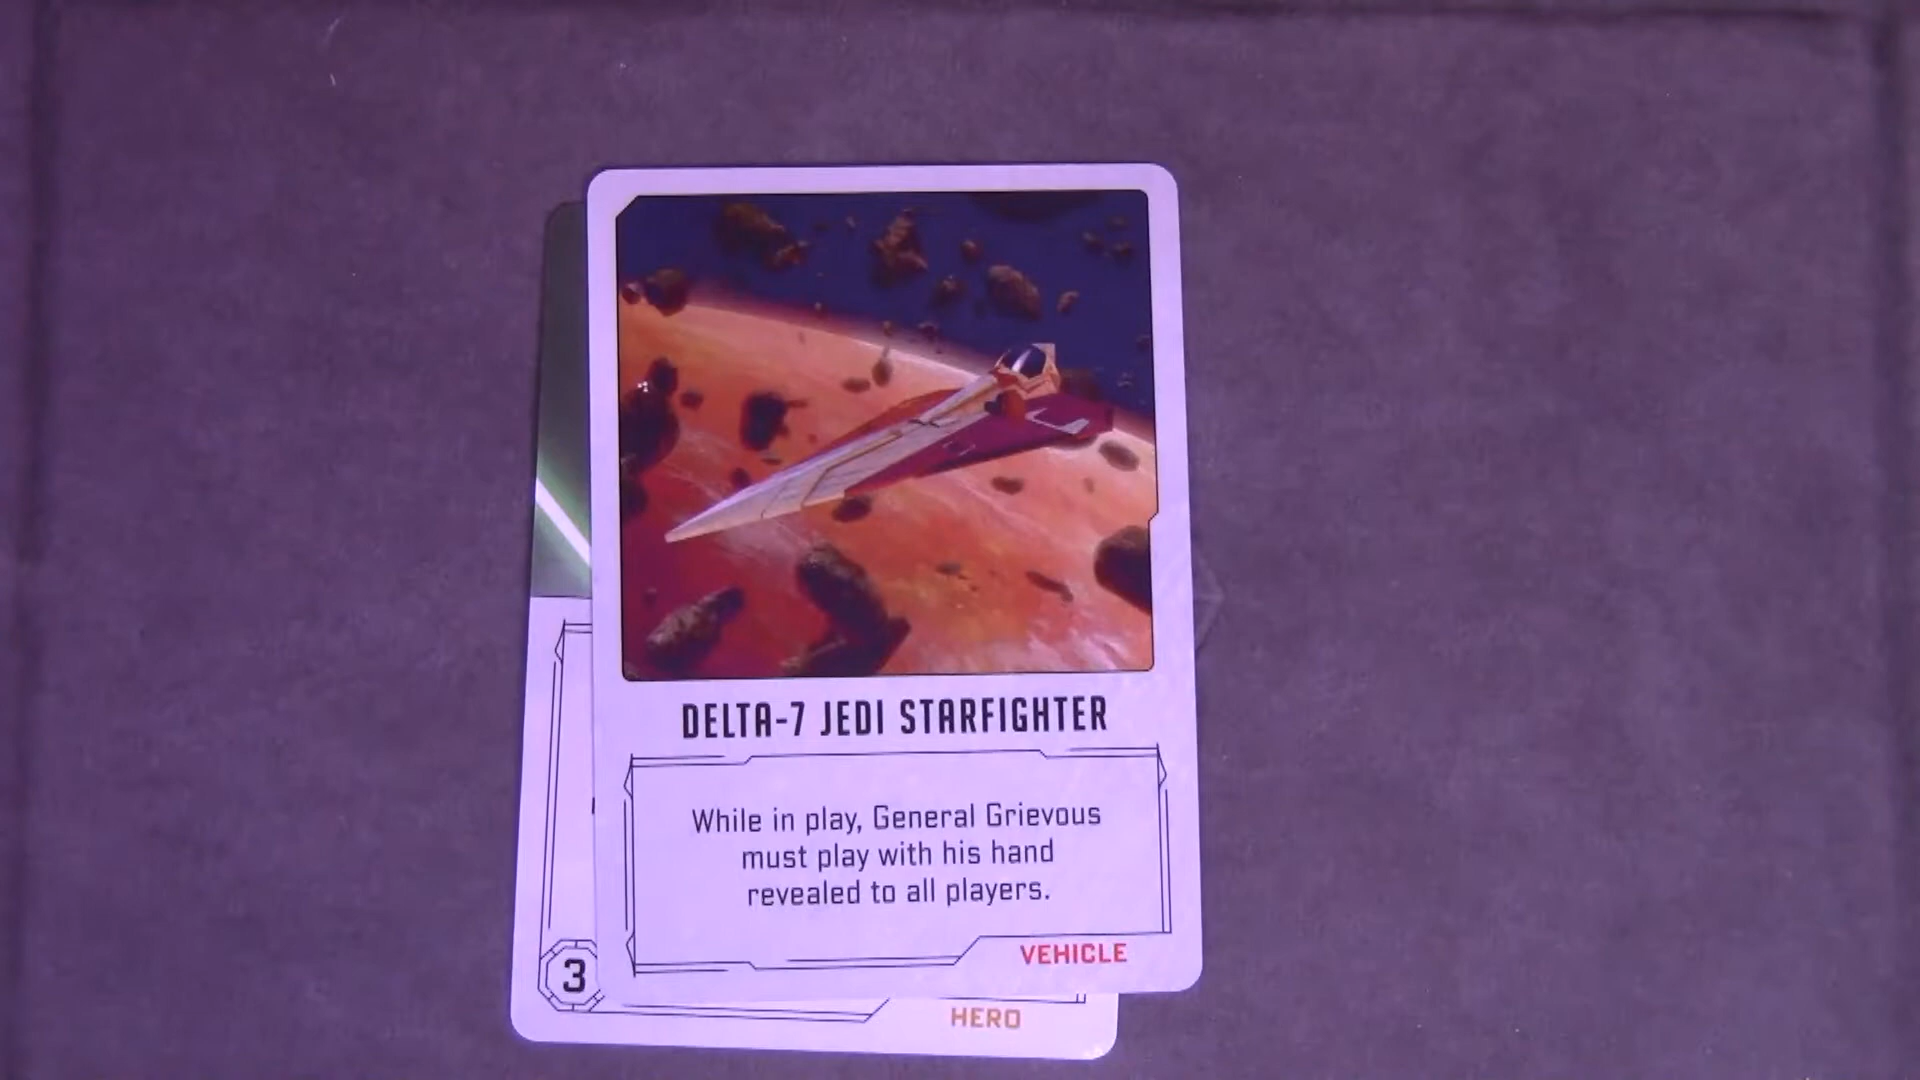 DELTA-7 JEDI STARFIGHTER
While in play, General Grievous
must play with his hand
revealed to all players.
VEHICLE
3
HERO